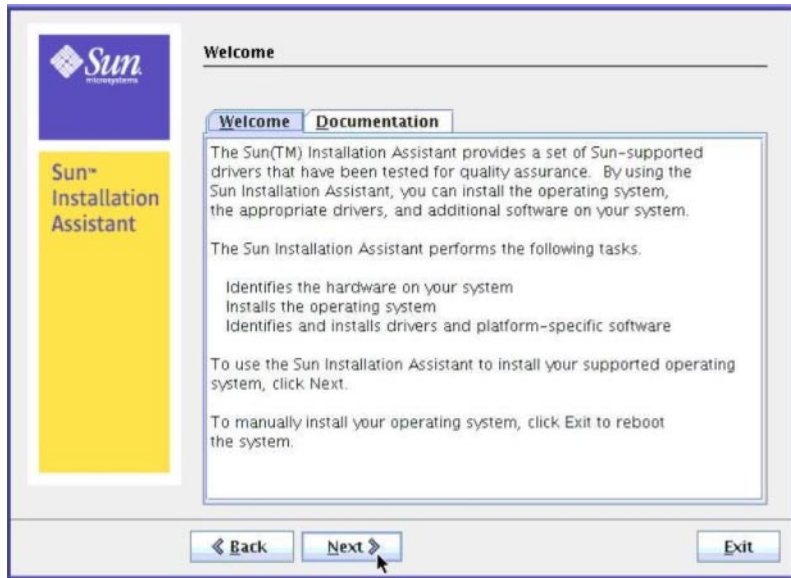 Sun
microsystems
Welcome
Sun™
Installation
Assistant
Welcome
Documentation
The Sun(TM) Installation Assistant provides a set of Sun-supported
drivers that have been tested for quality assurance. By using the
Sun Installation Assistant, you can install the operating system,
the appropriate drivers, and additional software on your system.
The Sun Installation Assistant performs the following tasks.
Identifies the hardware on your system
Installs the operating system
Identifies and installs drivers and platform-specific software
To use the Sun Installation Assistant to install your supported operating
system, click Next.
To manually install your operating system, click Exit to reboot
the system.
Back
Next
Exit